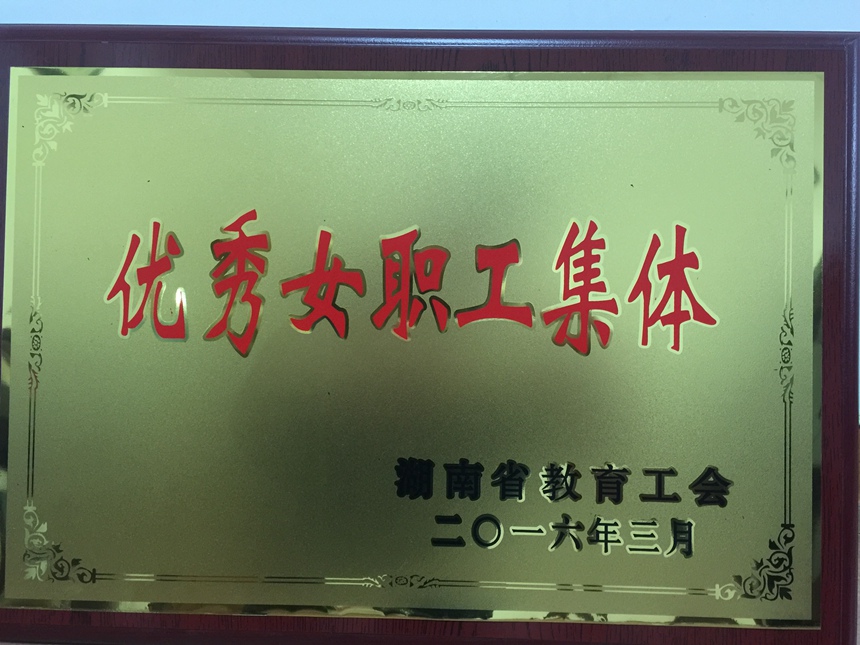 优秀女职工集体
湖南省教育工会
二〇一六年三月